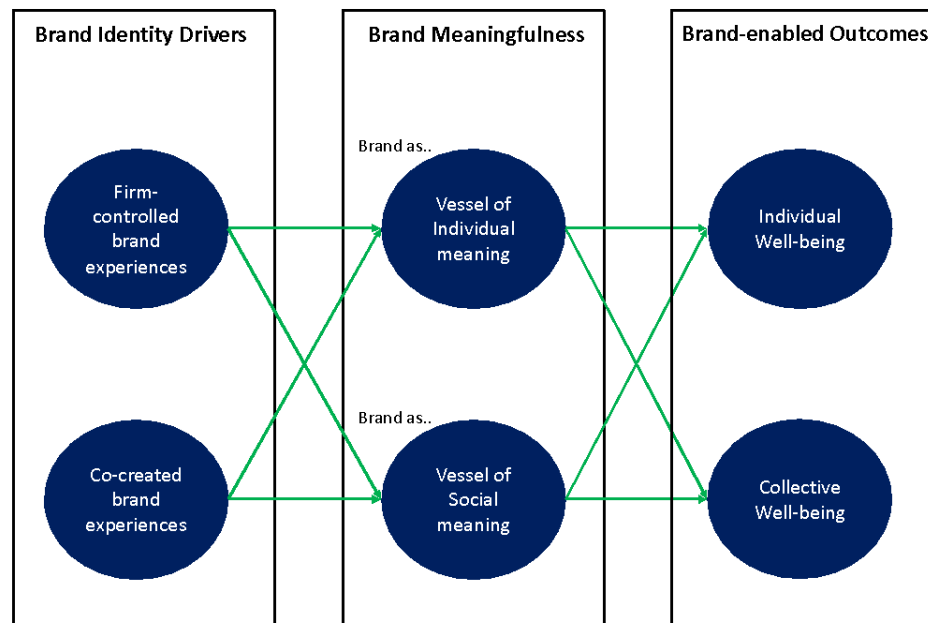 Brand Identity Drivers
Brand Meaningfulness
Brand-enabled Outcomes
Brand as..
Firm-
controlled
brand
experiences
Vessel of
Individual
meaning
Individual
Well-being
Brand as..
Co-created
brand
experiences
Vessel of
Social
meaning
Collective
Well-being